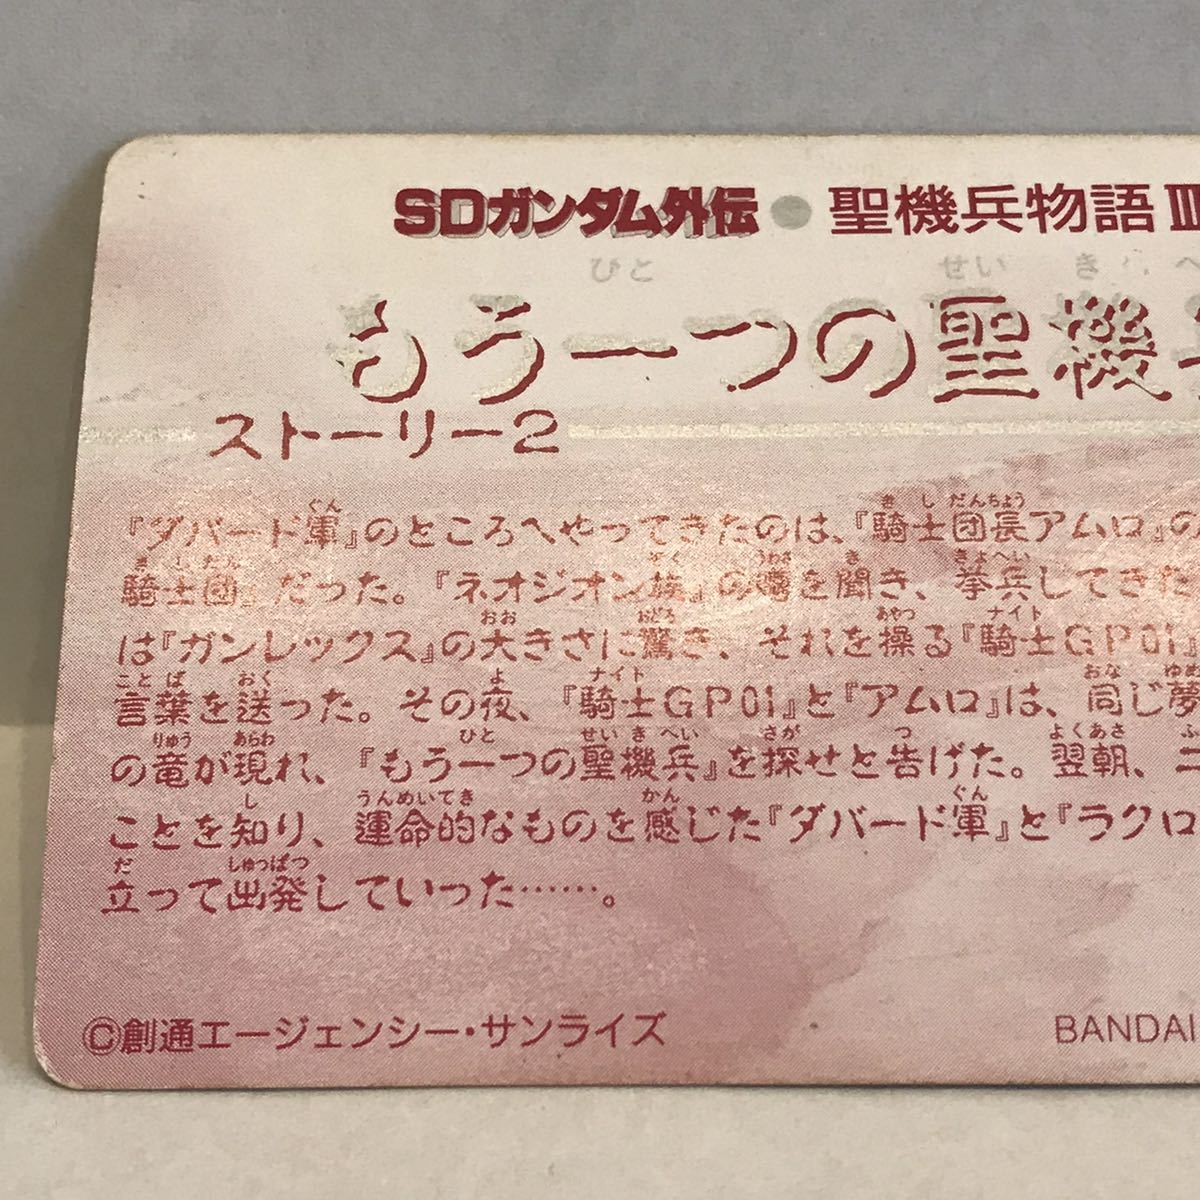 SDガンダム外伝●聖機兵物語III
もう一つの聖機
ストーリー2
『ダバード軍』のところへやってきたのは、『騎士団長アムロ』の
騎士団』だった。『ネオジオン族』の噂を聞き、挙兵してきた
は『ガンレックス』の大きさに驚き、それを操る『騎士GP01』
言葉を送った。その夜、『騎士GP01』と『アムロ』は、同じ夢
の竜が現れ、『もう一つの聖機兵』を探せと告げた。翌朝、二
ことを知り、運命的なものを感じた『ダバード軍』と『ラクロ
立って出発していった……。
©創通エージェンシー・サンライズ
BANDAI